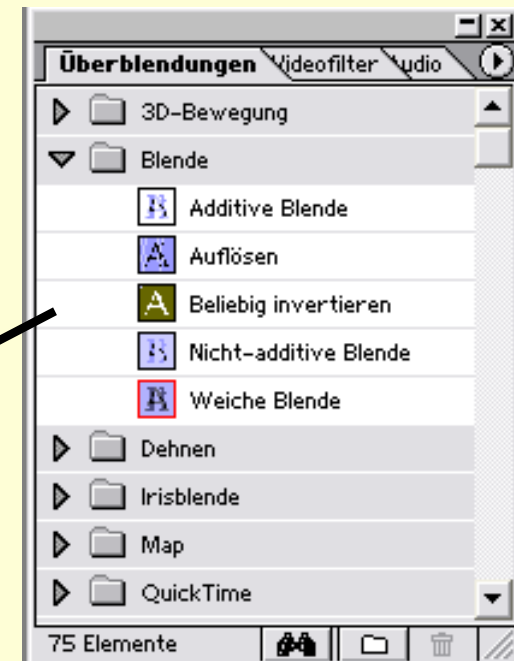 Überblendungen Videofilter Audio
3D-Bewegung
Blende
Additive Blende
Auflösen
Beliebig invertieren
Nicht-additive Blende
Weiche Blende
Dehnen
Irisblende
Map
QuickTime
75 Elemente